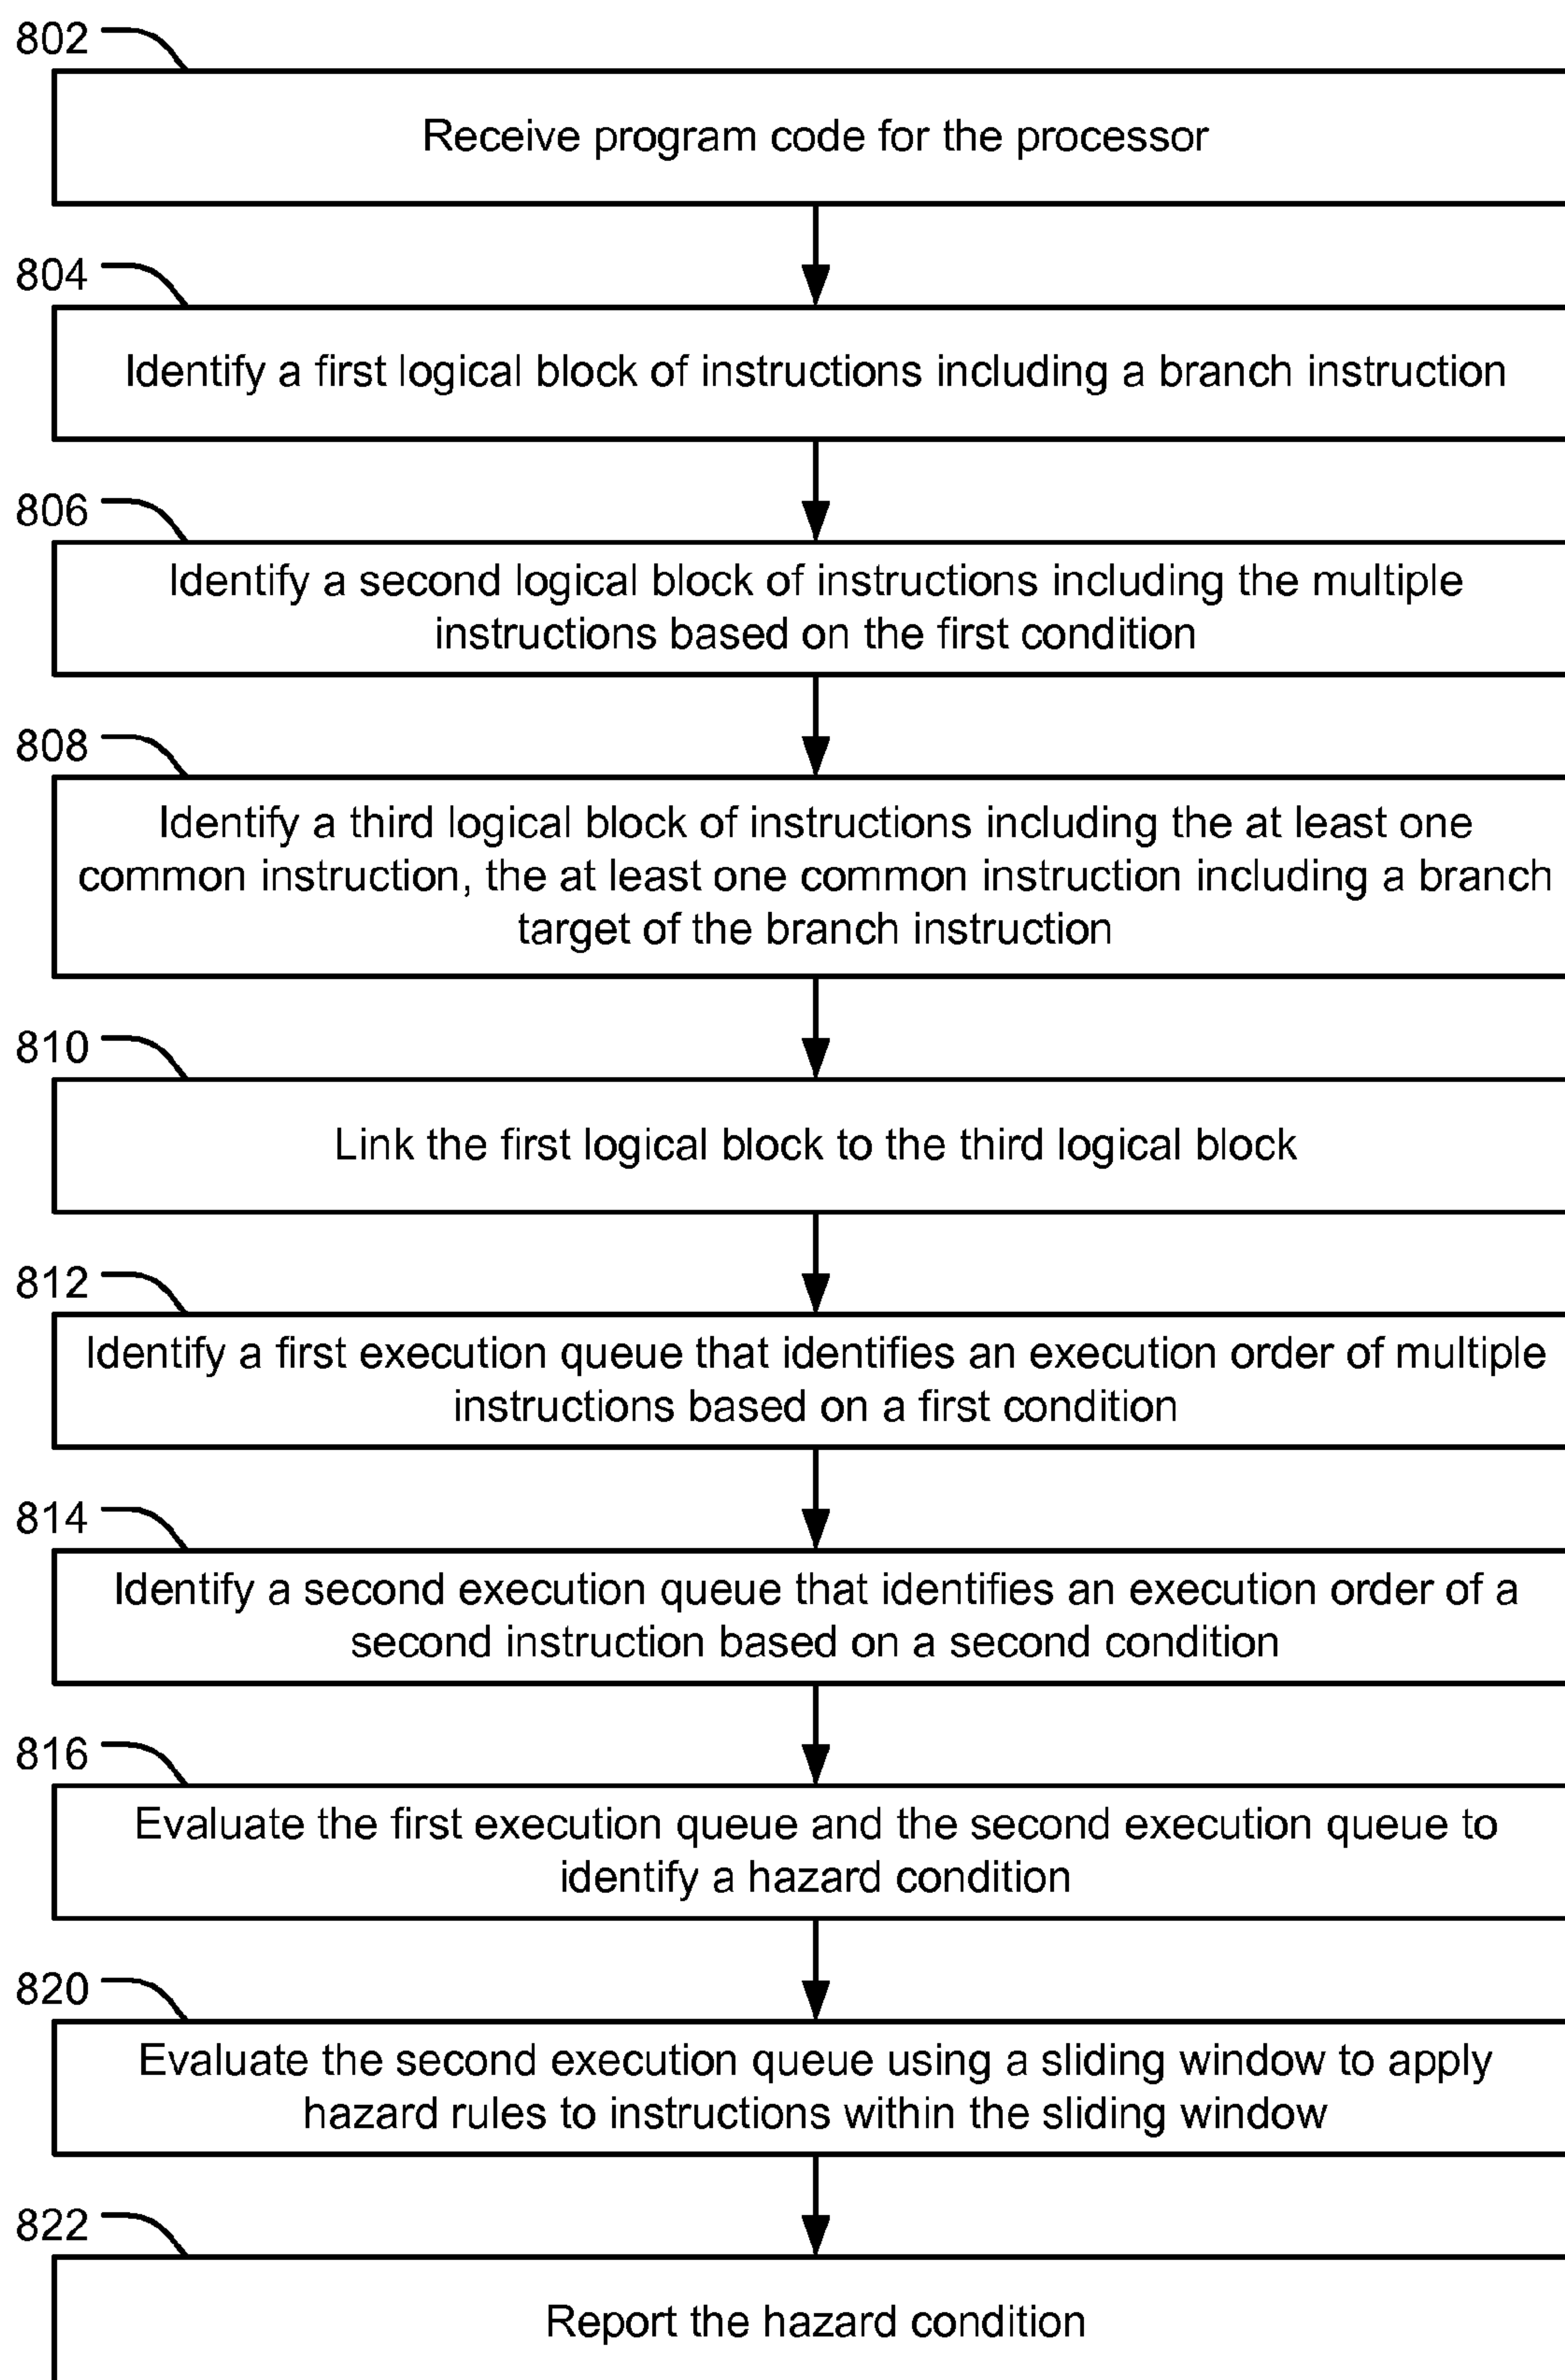 802
Receive program code for the processor
804
Identify a first logical block of instructions including a branch instruction
806
Identify a second logical block of instructions including the multiple
instructions based on the first condition
808
Identify a third logical block of instructions including the at least one
common instruction, the at least one common instruction including a branch
target of the branch instruction
810
Link the first logical block to the third logical block
812
Identify a first execution queue that identifies an execution order of multiple
instructions based on a first condition
814
Identify a second execution queue that identifies an execution order of a
second instruction based on a second condition
816
Evaluate the first execution queue and the second execution queue to
identify a hazard condition
820
Evaluate the second execution queue using a sliding window to apply
hazard rules to instructions within the sliding window
822
Report the hazard condition